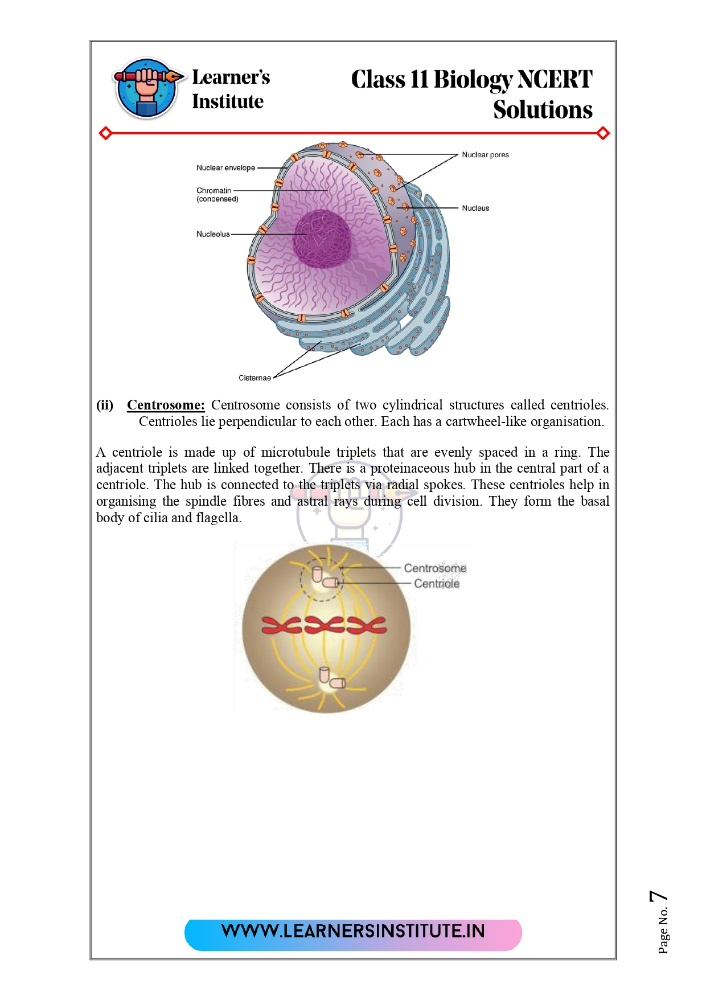 Learner's
Institute
Class 11 Biology NCERT
Solutions
Nuclear pores
Nuclear envelope
Chromatin
(condensed)
Nucleus
Nucleolus
Cisternae
(ii) Centrosome: Centrosome consists of two cylindrical structures called centrioles.
Centrioles lie perpendicular to each other. Each has a cartwheel-like organisation.
A centriole is made up of microtubule triplets that are evenly spaced in a ring. The
adjacent triplets are linked together. There is a proteinaceous hub in the central part of a
centriole. The hub is connected to the triplets via radial spokes. These centrioles help in
organising the spindle fibres and astral rays during cell division. They form the basal
body of cilia and flagella.
Centrosome
Centriole
Page No. 7
WWW.LEARNERSINSTITUTE.IN